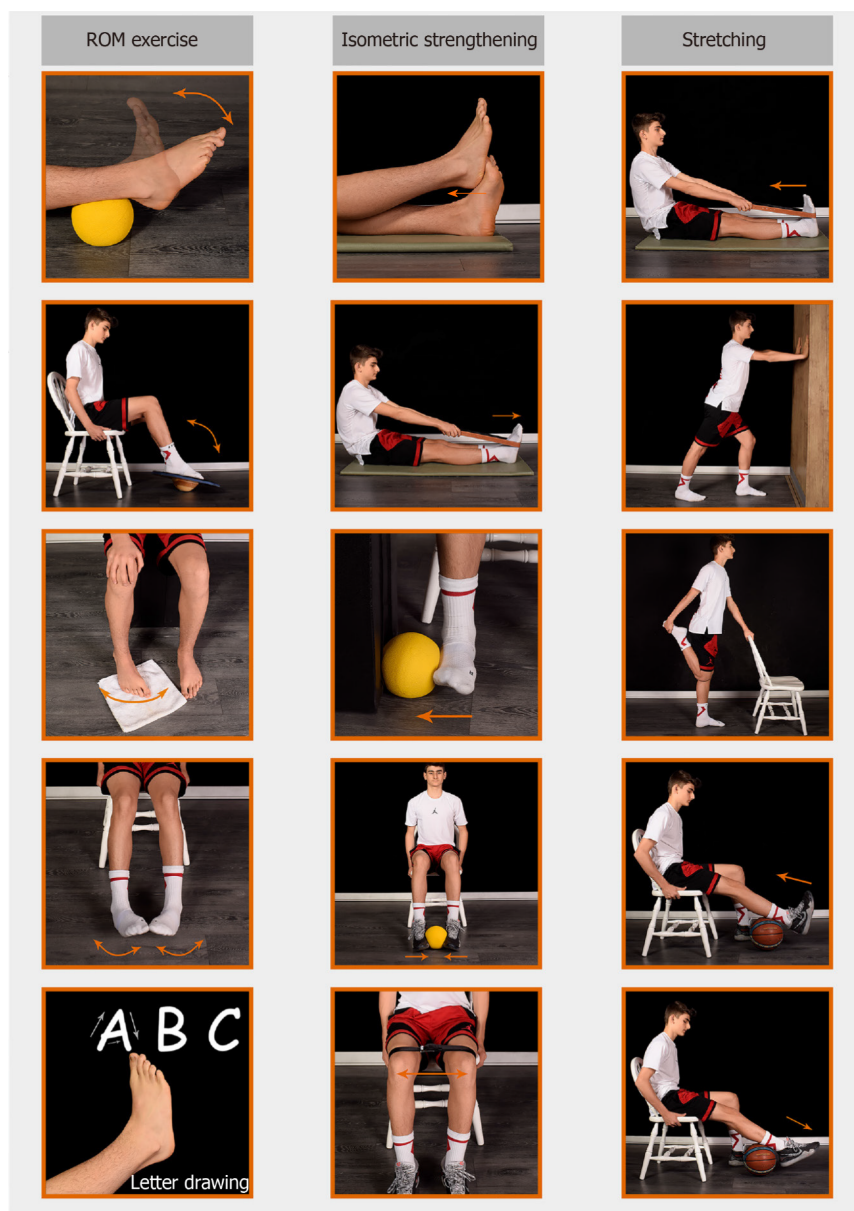 ROM exercise
Isometric strengthening
Stretching
A B C
Letter drawing